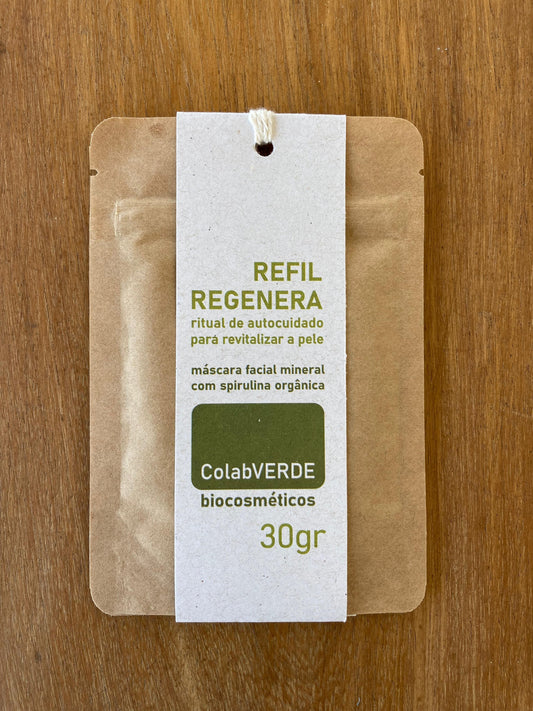 REFIL
REGENERA
ritual de autocuidado
para revitalizar a pele
máscara facial mineral
com spirulina orgânica
ColabVERDE
biocosméticos
30gr